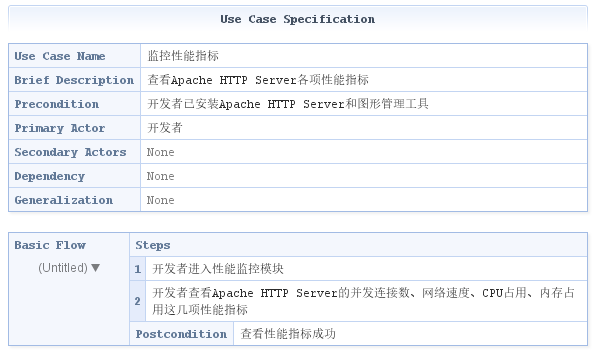 Use Case Specification
Use Case Name 监控性能指标
Brief Description 查看Apache HTTP Server各项性能指标
Precondition 开发者已安装Apache HTTP Server和图形管理工具
Primary Actor 开发者
Secondary Actors None
Dependency None
Generalization None
Basic Flow Steps
(Untitled) ▼
1 开发者进入性能监控模块
2 开发者查看Apache HTTP Server的并发连接数、网络速度、CPU占用、内存占
用这几项性能指标
Postcondition 查看性能指标成功